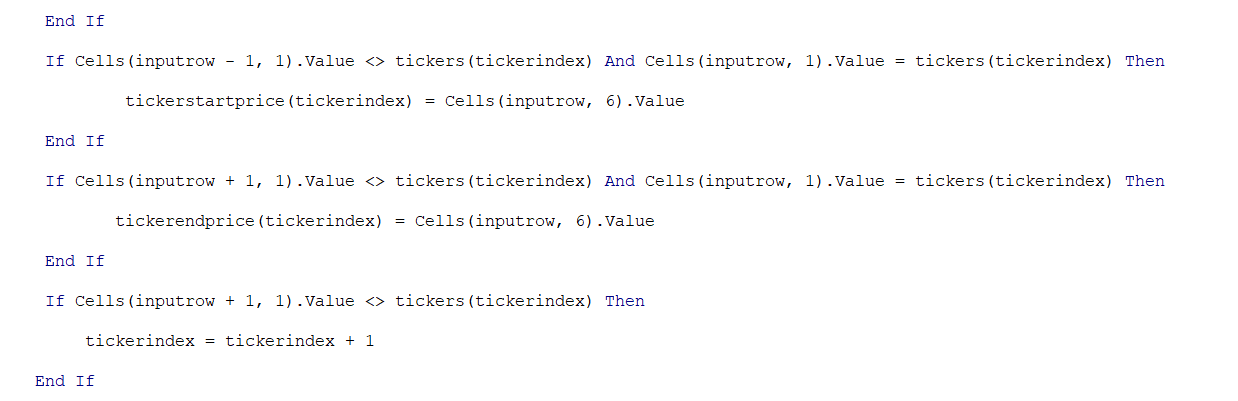 End If
If Cells(inputrow - 1, 1).Value <> tickers(tickerindex) And Cells(inputrow, 1).Value = tickers(tickerindex) Then
tickerstartprice(tickerindex) = Cells(inputrow, 6).Value
End If
If Cells(inputrow + 1, 1).Value <> tickers(tickerindex) And Cells(inputrow, 1).Value = tickers(tickerindex) Then
tickerendprice(tickerindex) = Cells(inputrow, 6).Value
End If
If Cells(inputrow + 1, 1).Value <> tickers(tickerindex) Then
tickerindex = tickerindex + 1
End If